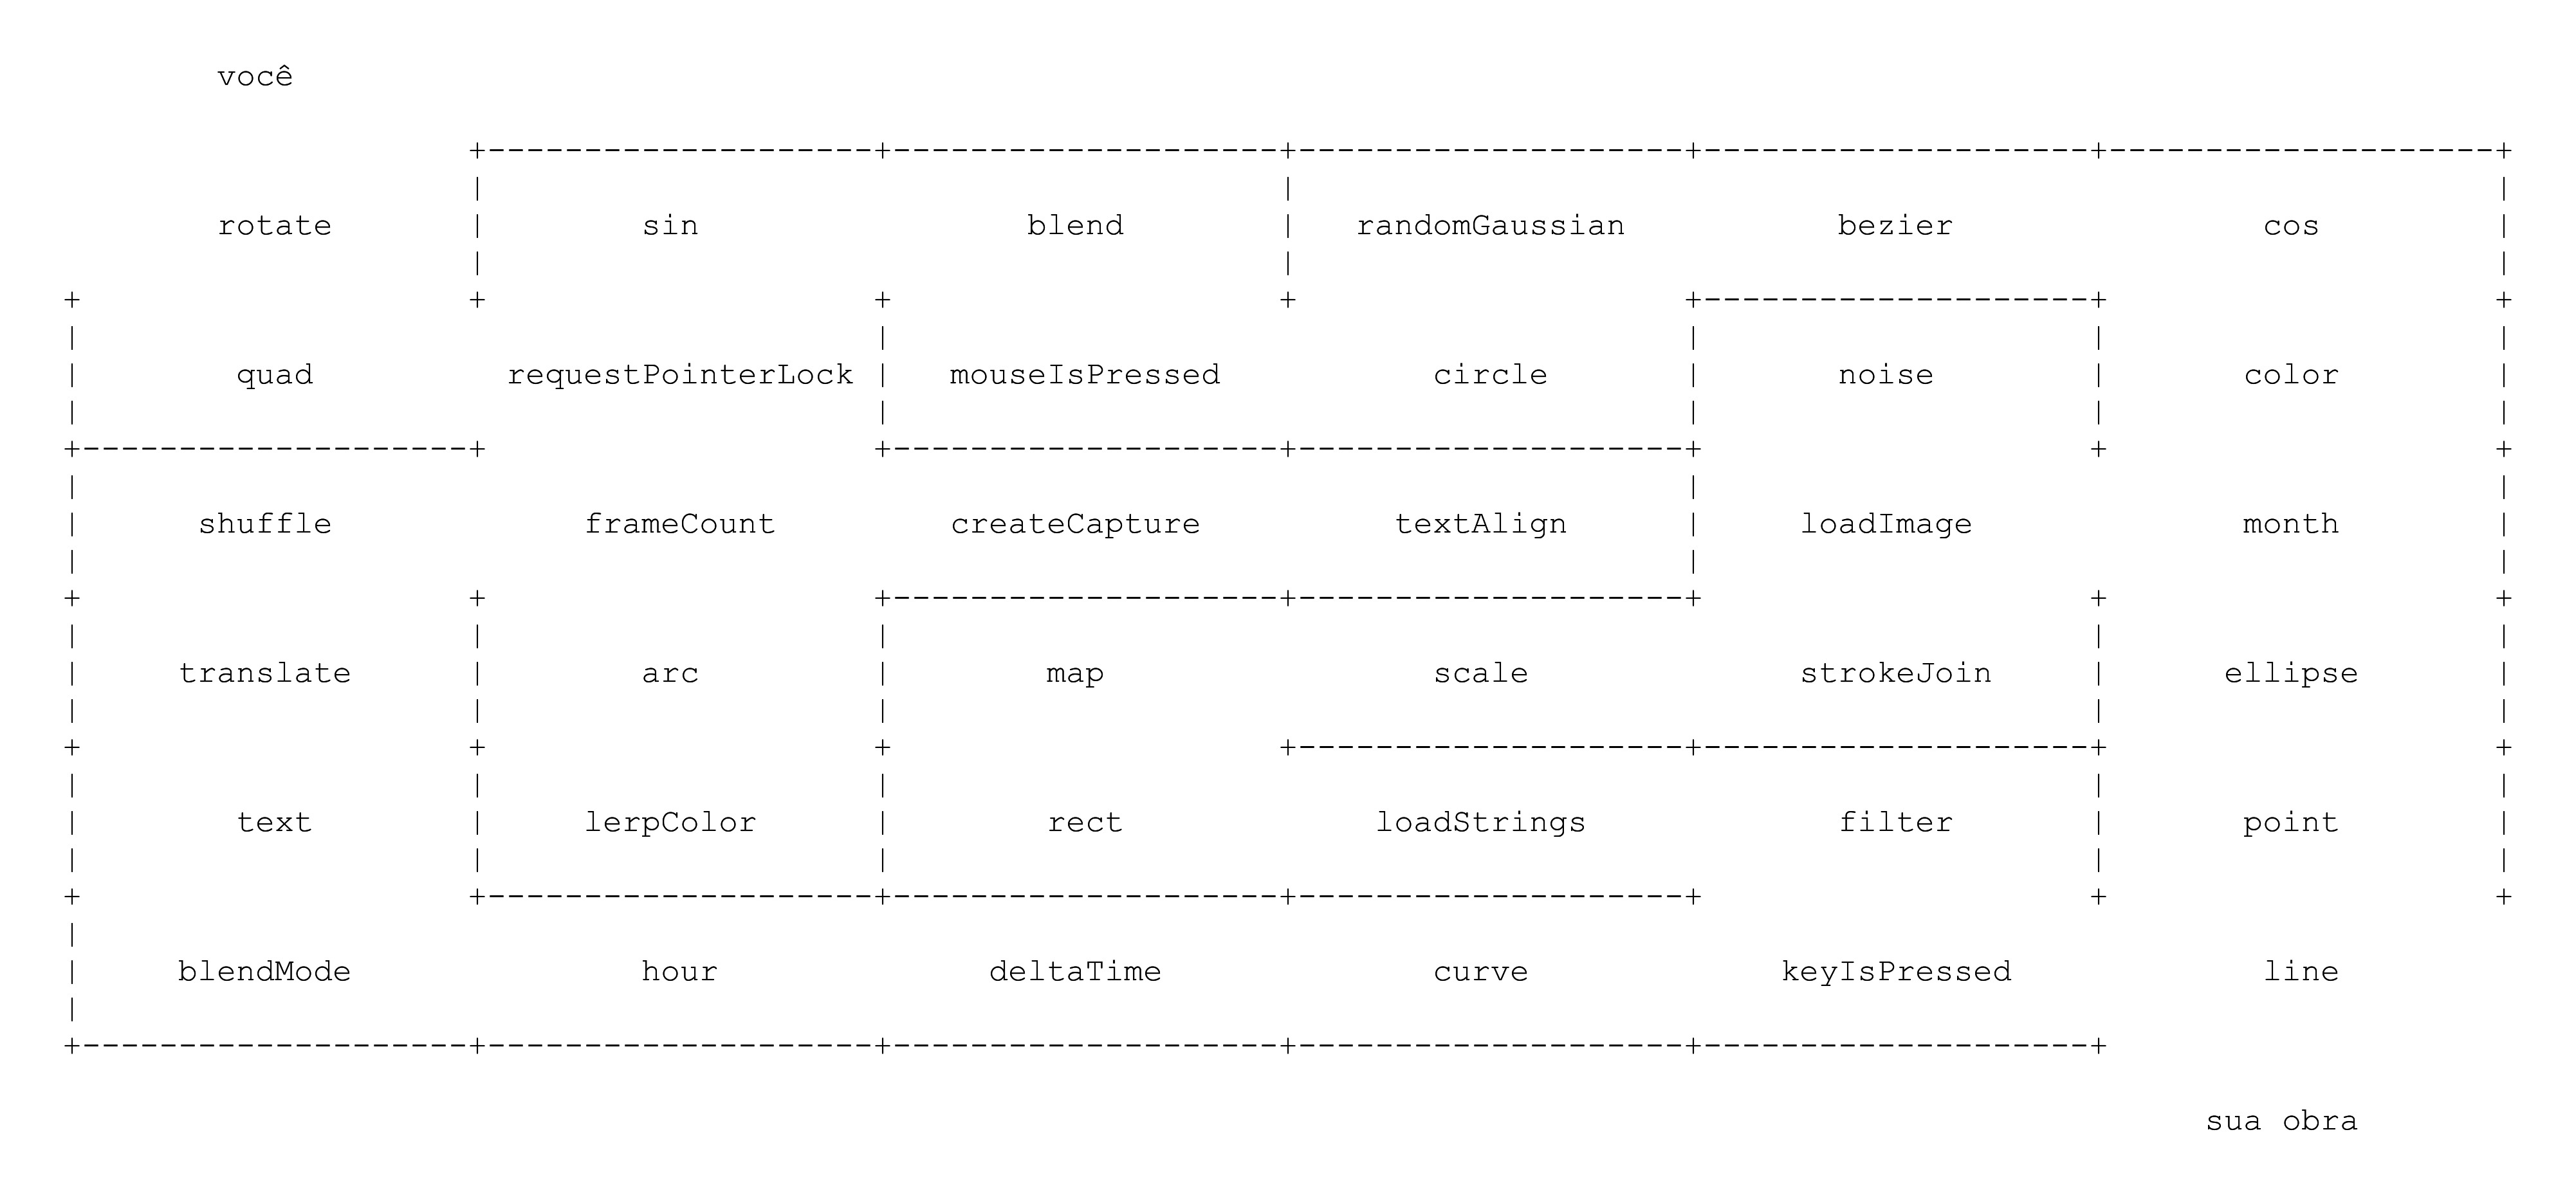 você
rotate sin blend randomGaussian bezier cos
quad requestPointerLock mouseIsPressed circle noise color
shuffle frameCount createCapture textAlign loadImage month
translate arc map scale strokeJoin ellipse
text lerpColor rect loadStrings filter point
blendMode hour deltaTime curve keyIsPressed line
sua obra